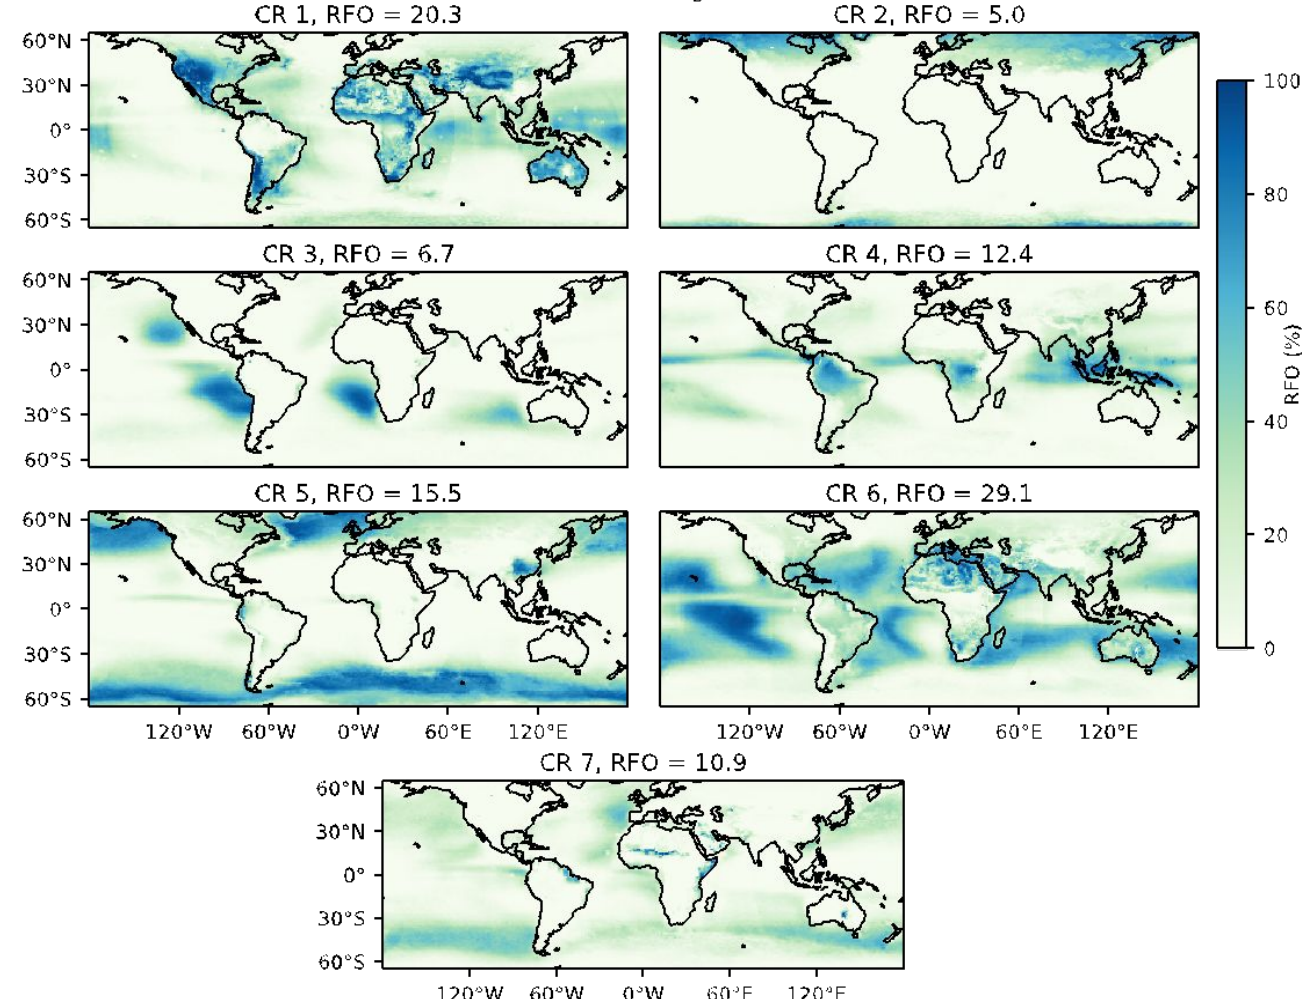 CR 1, RFO = 20.3
CR 2, RFO = 5.0
60°N
30°N
0°
30°S
60°S
100
80
60
40
20
0
RFO (%)
CR 3, RFO = 6.7
CR 4, RFO = 12.4
60°N
30°N
0°
30°S
60°S
CR 5, RFO = 15.5
CR 6, RFO = 29.1
60°N
30°N
0°
30°S
60°S
120°W 60°W 0°W 60°E 120°E
120°W 60°W 0°W 60°E 120°E
CR 7, RFO = 10.9
60°N
30°N
0°
30°S
60°S
120°W 60°W 0°W 60°E 120°E